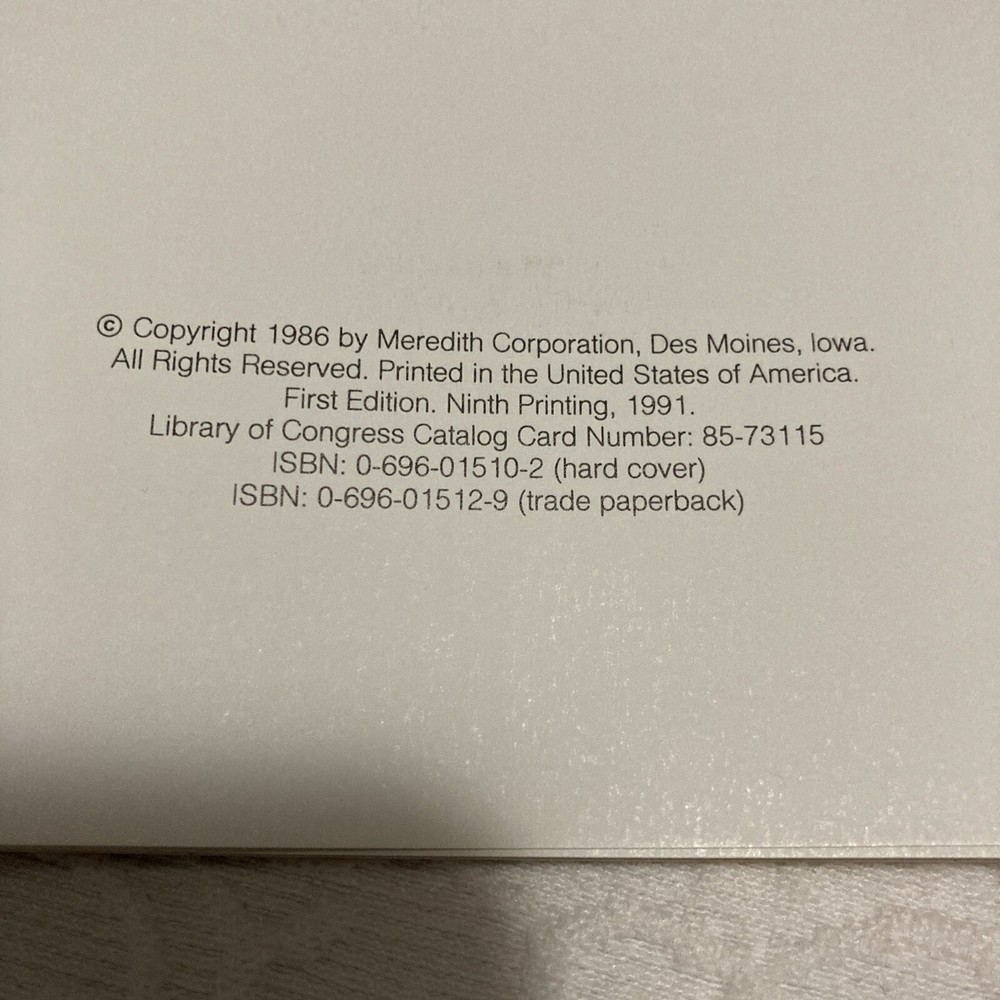 © Copyright 1986 by Meredith Corporation, Des Moines, Iowa.
All Rights Reserved. Printed in the United States of America.
First Edition. Ninth Printing, 1991.
Library of Congress Catalog Card Number: 85-73115
ISBN: 0-696-01510-2 (hard cover)
ISBN: 0-696-01512-9 (trade paperback)